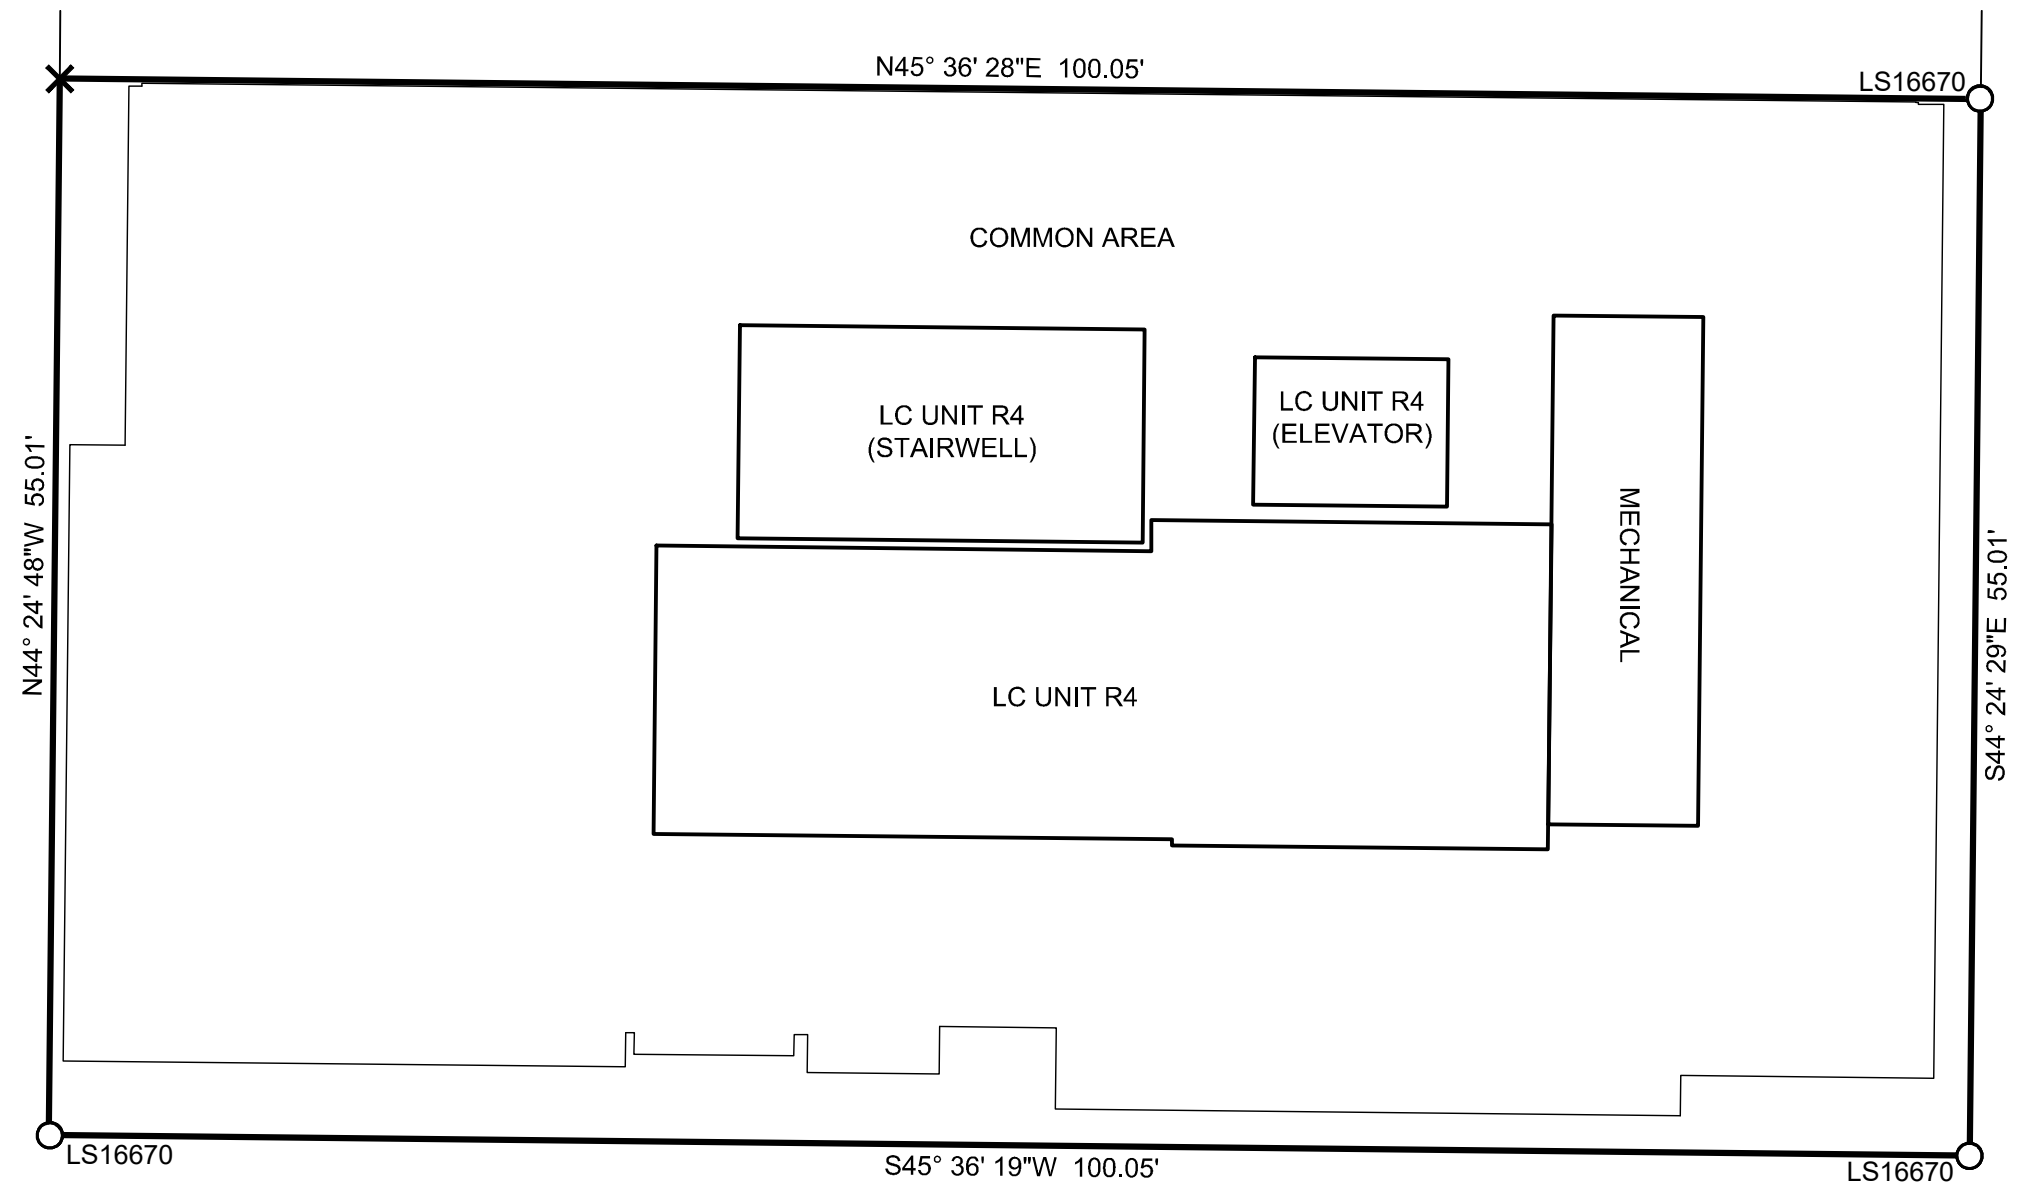 N45° 36' 28"E 100.05'
LS16670
COMMON AREA
LC UNIT R4
(STAIRWELL)
LC UNIT R4
(ELEVATOR)
MECHANICAL
N44° 24' 48"W 55.01'
S44° 24' 29"E 55.01'
LC UNIT R4
LS16670
S45° 36' 19"W 100.05'
LS16670